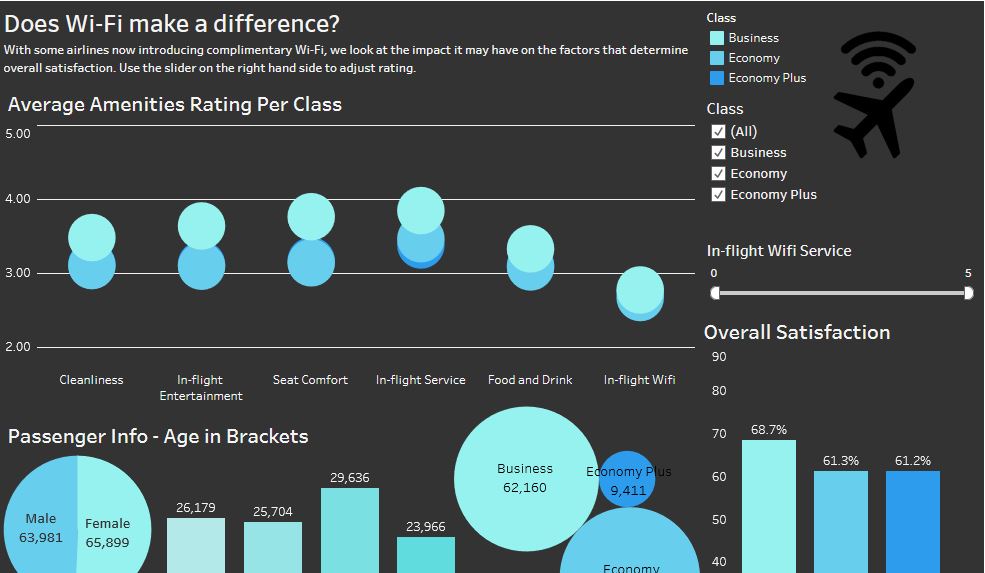 Does Wi-Fi make a difference?
With some airlines now introducing complimentary Wi-Fi, we look at the impact it may have on the factors that determine
overall satisfaction. Use the slider on the right hand side to adjust rating.
Class
Business
Economy
Economy Plus
Class
(All)
Business
Economy
Economy Plus
In-flight Wifi Service
0 5
Average Amenities Rating Per Class
5.00
4.00
3.00
2.00
Cleanliness
In-flight
Entertainment
Seat Comfort
In-flight Service
Food and Drink
In-flight Wifi
Overall Satisfaction
90
80
70
60
50
40
68.7%
61.3%
61.2%
Passenger Info - Age in Brackets
Male
63,981
Female
65,899
26,179
25,704
29,636
23,966
Business
62,160
Economy Plus
9,411
Economy